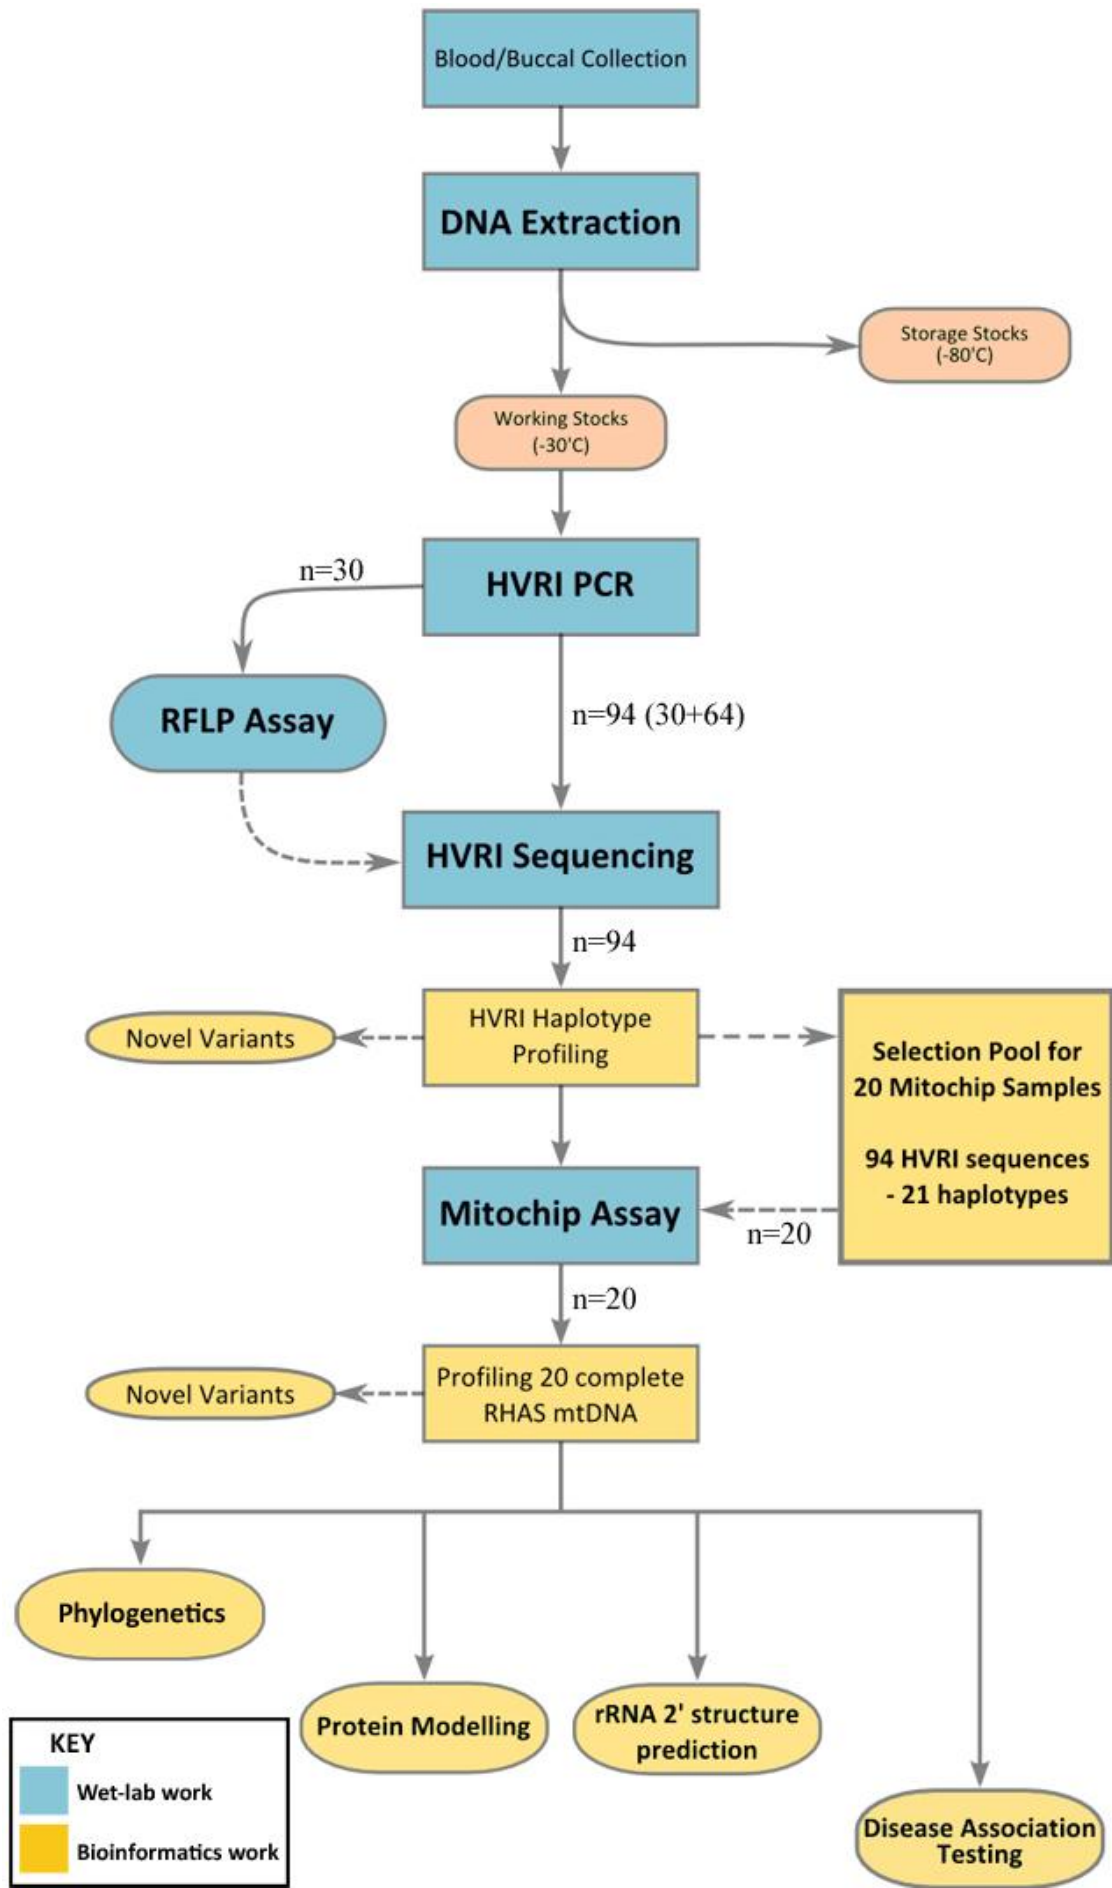 Blood/Buccal Collection
DNA Extraction
Storage Stocks
(-80'C)
Working Stocks
(-30'C)
n=30
HVRI PCR
RFLP Assay
n=94 (30+64)
HVRI Sequencing
n=94
Novel Variants
HVRI Haplotype
Profiling
Selection Pool for
20 Mitochip Samples
94 HVRI sequences
- 21 haplotypes
Mitochip Assay
n=20
n=20
Novel Variants
Profiling 20 complete
RHAS mtDNA
Phylogenetics
Protein Modelling
rRNA 2' structure
prediction
Disease Association
Testing
KEY
Wet-lab work
Bioinformatics work